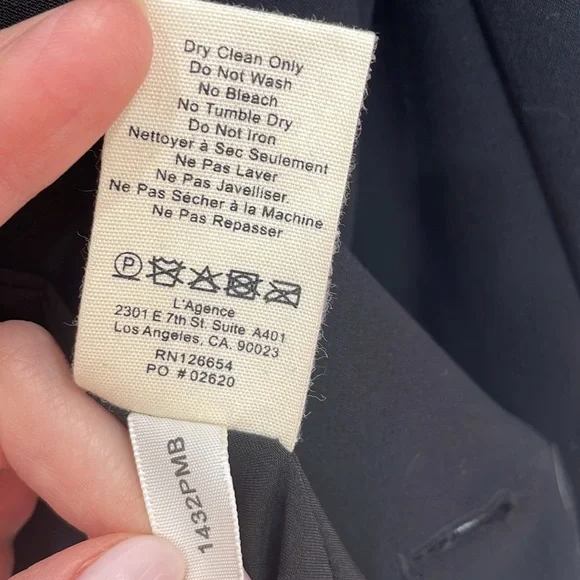 Dry Clean Only
Do Not Wash
No Bleach
No Tumble Dry
Do Not Iron
Nettoyer à Sec Seulement
Ne Pas Laver
Ne Pas Javelliser.
Ne Pas Sécher à la Machine
Ne Pas Repasser
P
L'Agence
2301 E 7th St. Suite A401
Los Angeles, CA. 90023
RN126654
PO # 02620
1432PMB